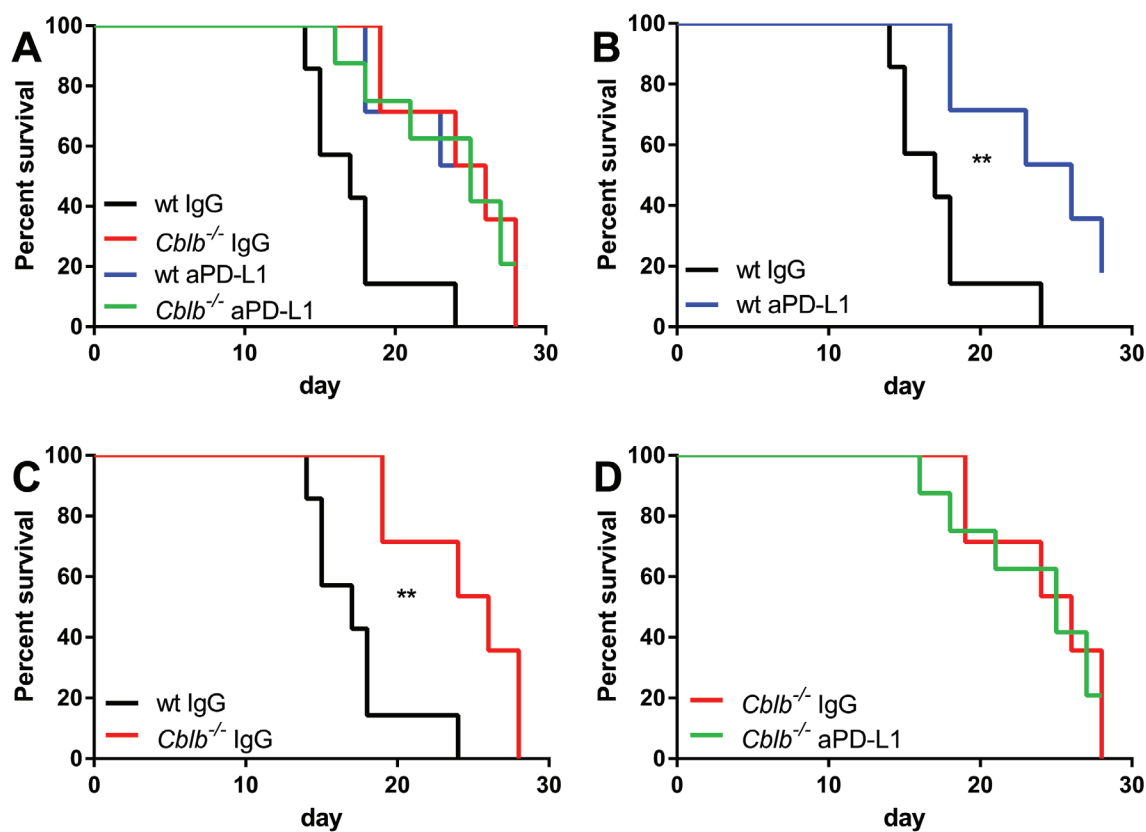 A
Percent survival
100
80
60
40
20
0
wt IgG
Cblb-/- IgG
wt aPD-L1
Cblb-/- aPD-L1
0 10 20 30
day
B
Percent survival
100
80
60
40
20
0
**
wt IgG
wt aPD-L1
0 10 20 30
day
C
Percent survival
100
80
60
40
20
0
**
wt IgG
Cblb-/- IgG
0 10 20 30
day
D
Percent survival
100
80
60
40
20
0
Cblb-/- IgG
Cblb-/- aPD-L1
0 10 20 30
day